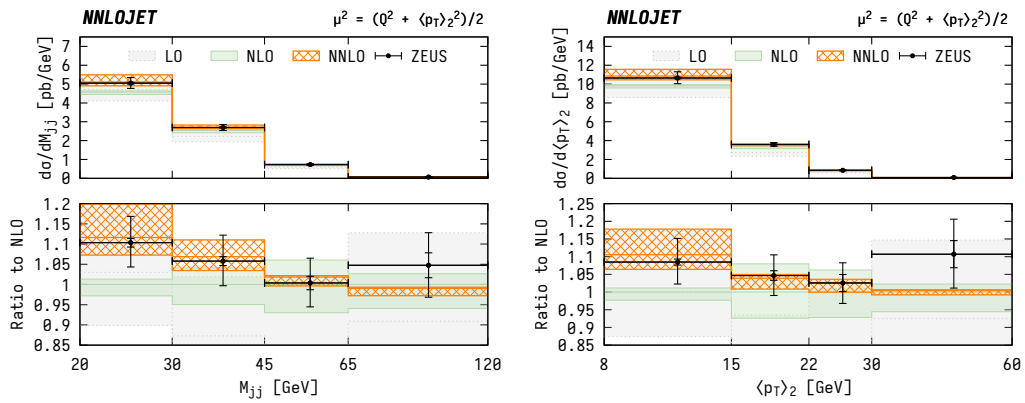 NNLOJET μ² = (Q² + ⟨p_T⟩₂²)/2
dσ/dM_jj [pb/GeV]
7
6
5
4
3
2
1
0
LO NLO NNLO ZEUS
Ratio to NLO
1.2
1.15
1.1
1.05
1
0.95
0.9
0.85
20 30 45 65 120
M_jj [GeV]
NNLOJET μ² = (Q² + ⟨p_T⟩₂²)/2
dσ/d⟨p_T⟩₂ [pb/GeV]
14
12
10
8
6
4
2
0
LO NLO NNLO ZEUS
Ratio to NLO
1.25
1.2
1.15
1.1
1.05
1
0.95
0.9
0.85
8 15 22 30 60
⟨p_T⟩₂ [GeV]